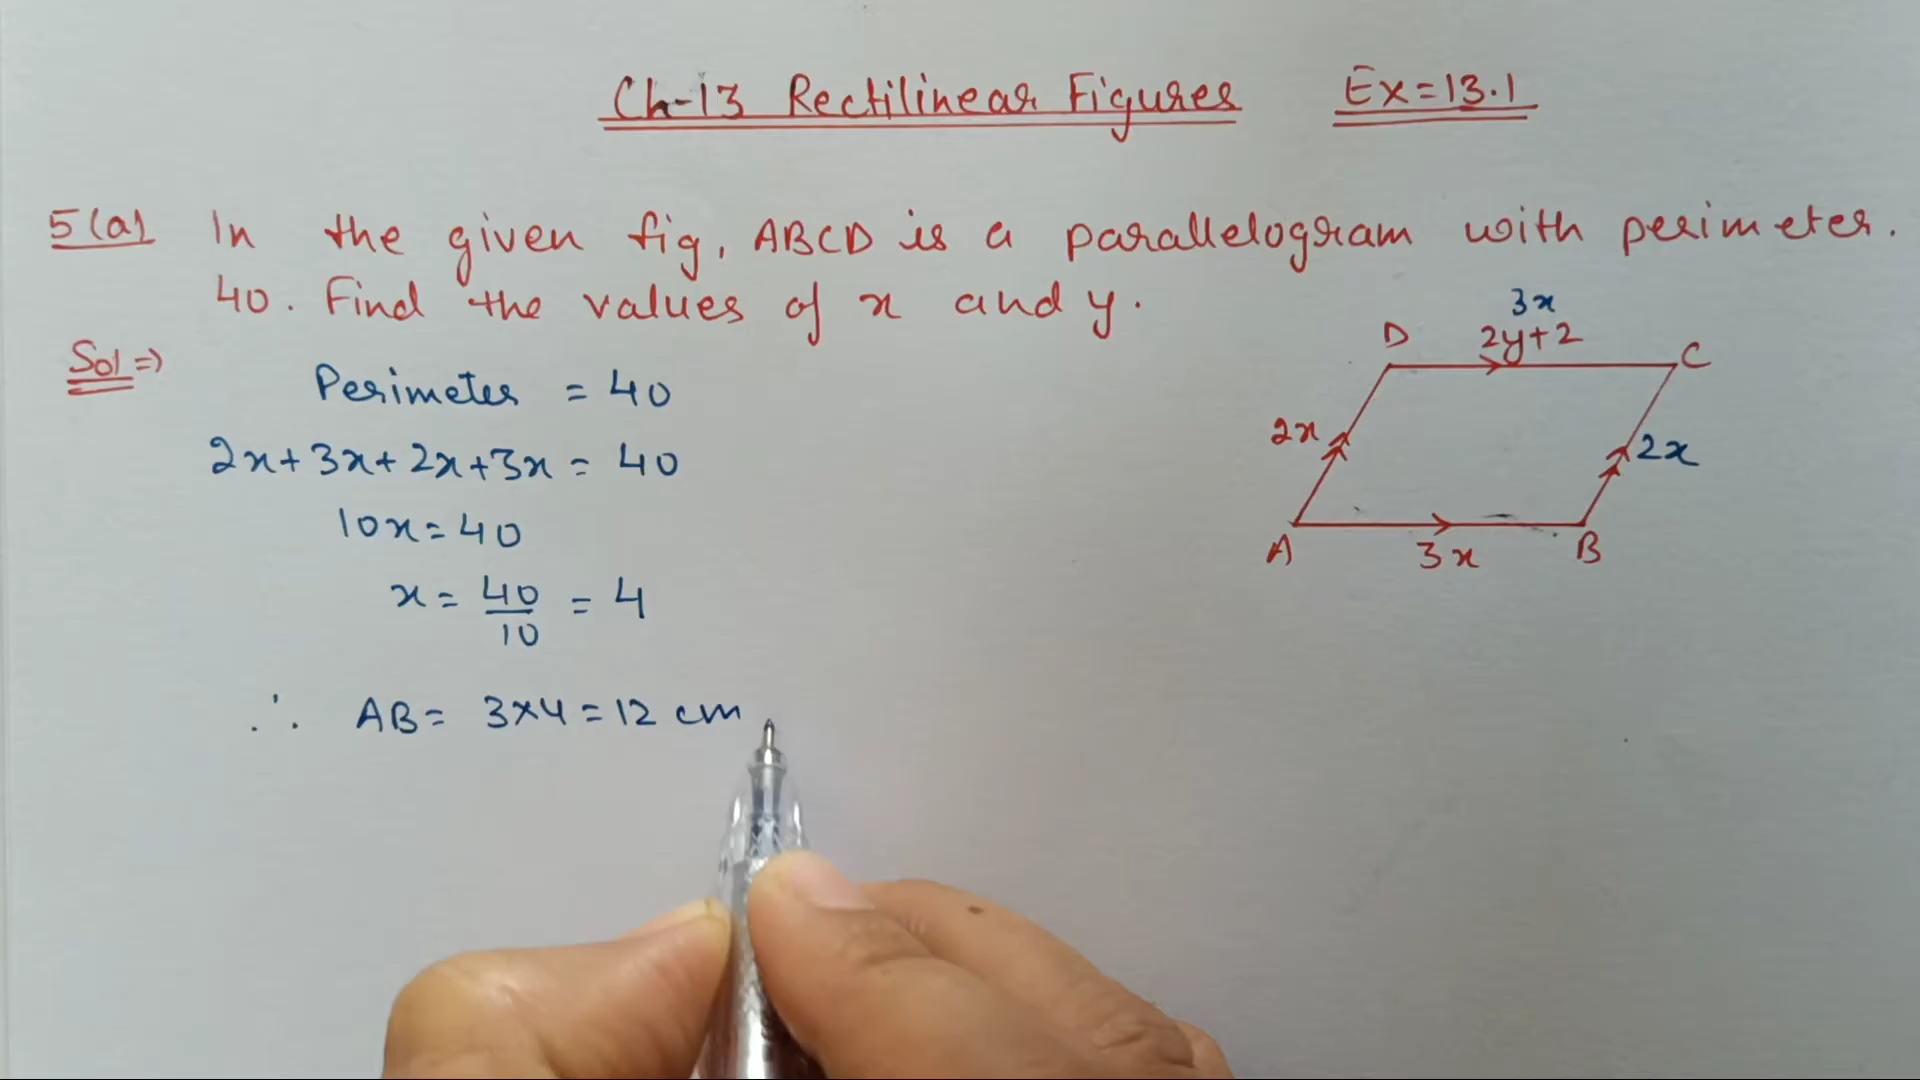 Ch-13 Rectilinear Figures Ex=13.1
5(a) In the given fig, ABCD is a parallelogram with perimeter.
40. Find the values of x and y.
Sol ⇒
Perimeter = 40
2x+3x+2x+3x = 40
10x = 40
x = 40/10 = 4
∴ AB = 3×4 = 12 cm
3x
D 2y+2 C
2x 2x
A 3x B